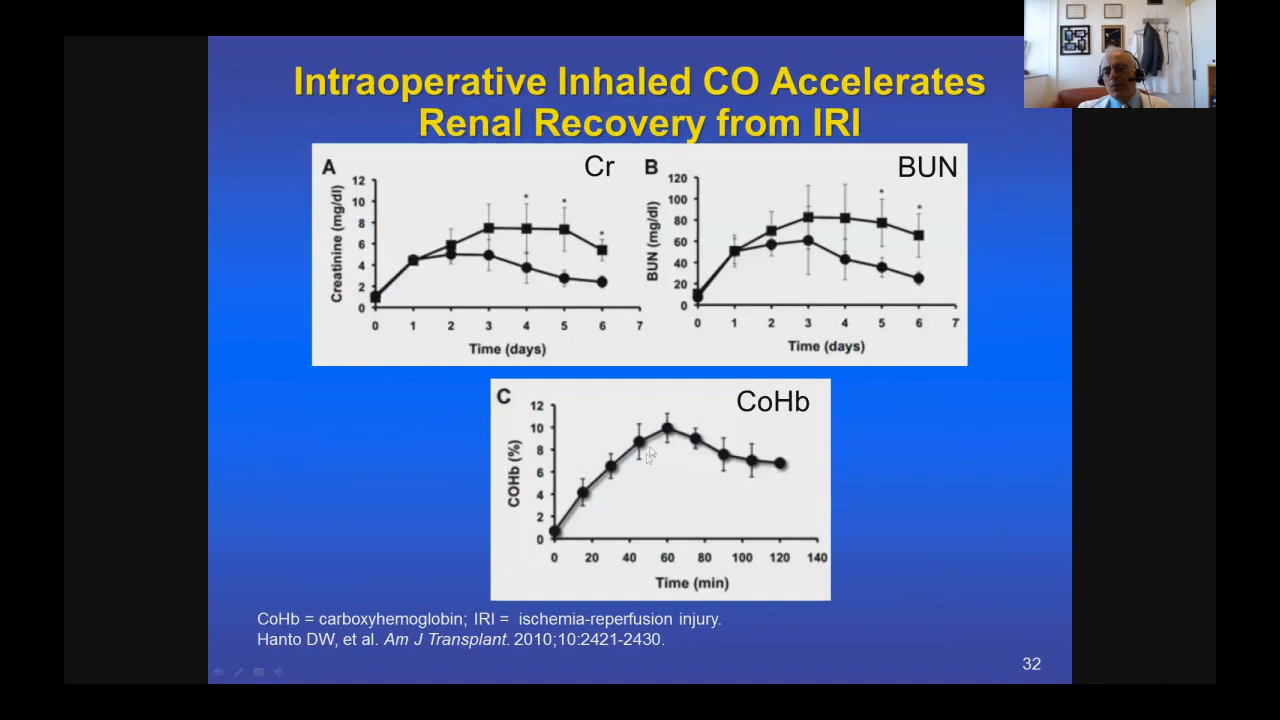 Intraoperative Inhaled CO Accelerates
Renal Recovery from IRI
A
Cr
Creatinine (mg/dl)
12
10
8
6
4
2
0
* * *
0 1 2 3 4 5 6 7
Time (days)
B
BUN
BUN (mg/dl)
120
100
80
60
40
20
0
* *
0 1 2 3 4 5 6 7
Time (days)
C
CoHb
COHb (%)
12
10
8
6
4
2
0
0 20 40 60 80 100 120 140
Time (min)
CoHb = carboxyhemoglobin; IRI = ischemia-reperfusion injury.
Hanto DW, et al. Am J Transplant. 2010;10:2421-2430.
32